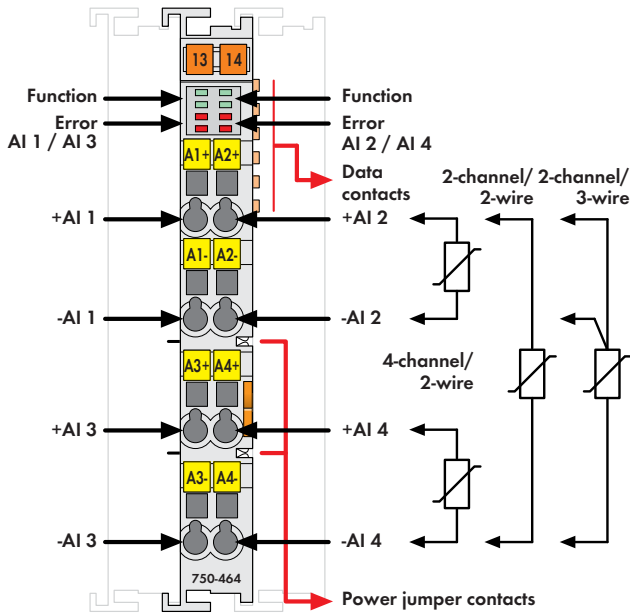 13 14
Function
Function
Error
AI 1 / AI 3
Error
AI 2 / AI 4
A1+ A2+
Data
contacts
2-channel/
2-wire
2-channel/
3-wire
+AI 1
+AI 2
A1- A2-
-AI 1
-AI 2
A3+ A4+
4-channel/
2-wire
+AI 3
+AI 4
A3- A4-
-AI 3
-AI 4
750-464
Power jumper contacts